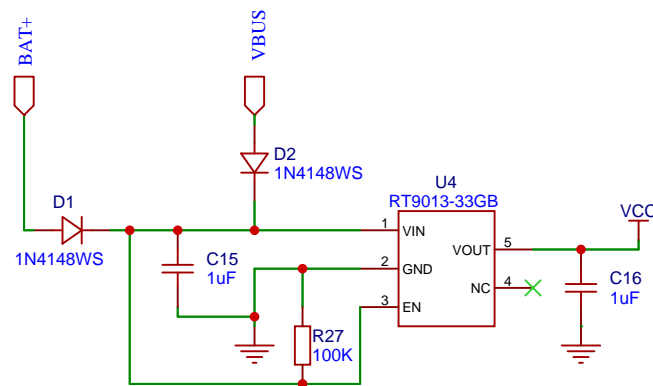 BAT+
VBUS
D2
1N4148WS
D1
1N4148WS
C15
1uF
U4
RT9013-33GB
1
VIN
2
GND
3
EN
VOUT
5
NC
4
VCC
C16
1uF
R27
100K